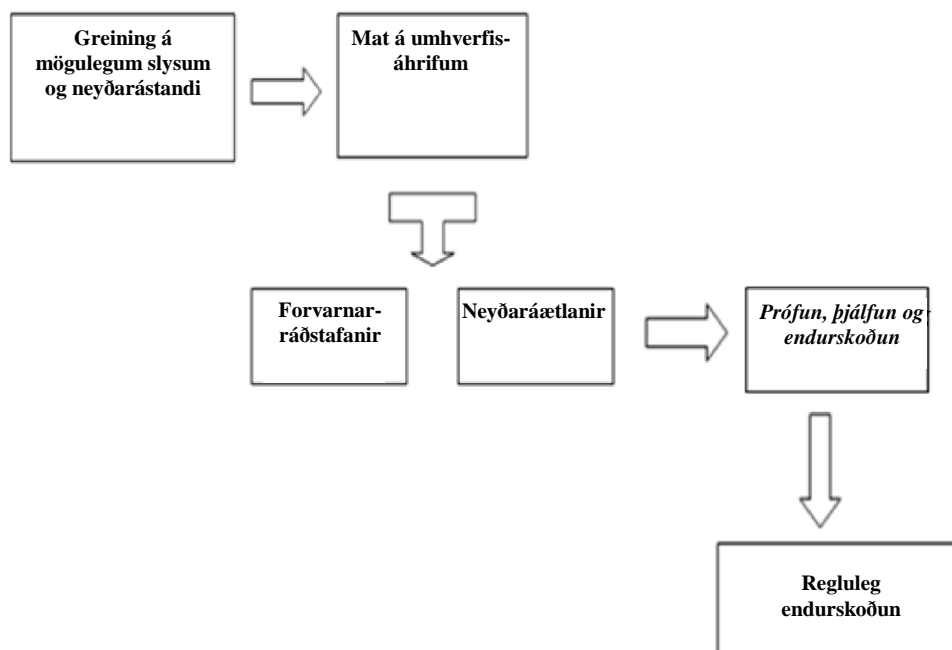 Greining á
mögulegum slysum
og neyðarástandi
Mat á umhverfis-
áhrifum
Forvarnar-
ráðstafanir
Neyðaráætlanir
Prófun, þjálfun og
endurskoðun
Regluleg
endurskoðun